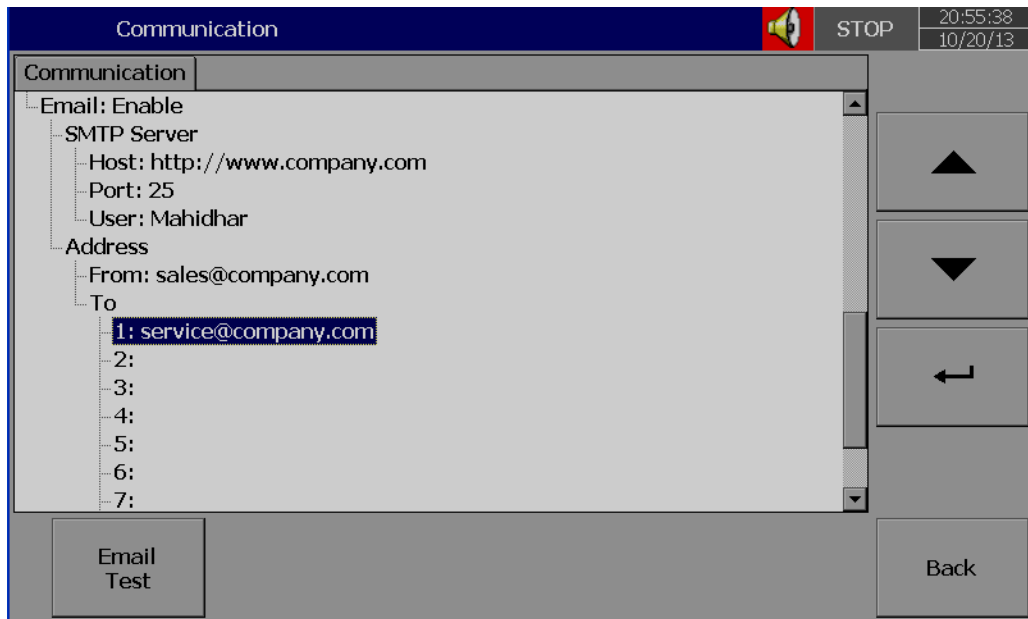 Communication
STOP
20:55:38
10/20/13
Communication
Email: Enable
SMTP Server
Host: http://www.company.com
Port: 25
User: Mahidhar
Address
From: sales@company.com
To
1: service@company.com
2:
3:
4:
5:
6:
7:
Email
Test
Back